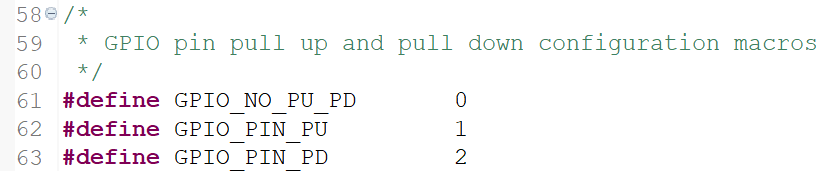 58 /*
59  * GPIO pin pull up and pull down configuration macros
60  */
61 #define GPIO_NO_PU_PD       0
62 #define GPIO_PIN_PU         1
63 #define GPIO_PIN_PD         2